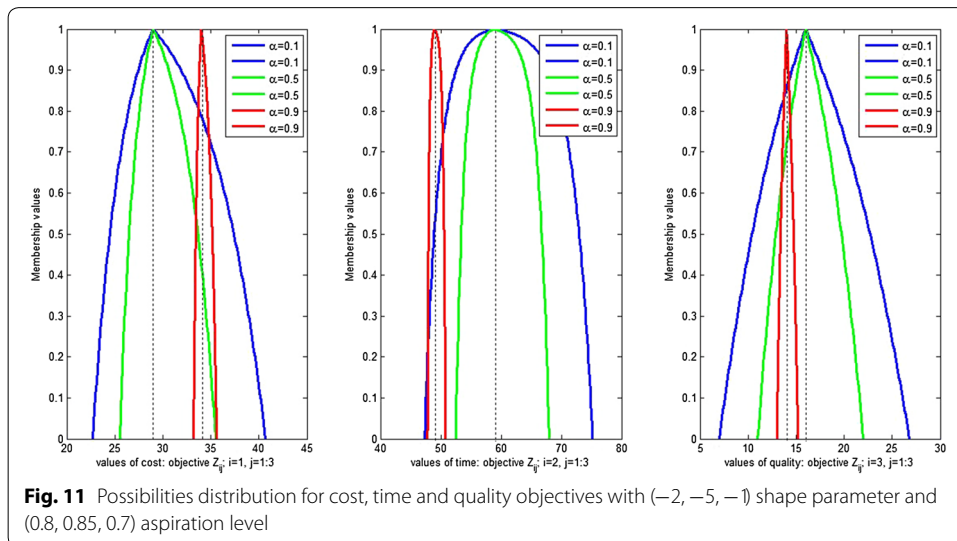 1
0.9
0.8
0.7
0.6
0.5
0.4
0.3
0.2
0.1
0
Membership values
20 25 30 35 40 45
values of cost: objective Z_ij; i=1, j=1:3
α=0.1
α=0.1
α=0.5
α=0.5
α=0.9
α=0.9
1
0.9
0.8
0.7
0.6
0.5
0.4
0.3
0.2
0.1
0
Membership values
40 50 60 70 80
values of time: objective Z_ij; i=2, j=1:3
α=0.1
α=0.1
α=0.5
α=0.5
α=0.9
α=0.9
1
0.9
0.8
0.7
0.6
0.5
0.4
0.3
0.2
0.1
0
Membership values
5 10 15 20 25 30
values of quality: objective Z_ij; i=3, j=1:3
α=0.1
α=0.1
α=0.5
α=0.5
α=0.9
α=0.9
Fig. 11 Possibilities distribution for cost, time and quality objectives with (−2, −5, −1) shape parameter and
(0.8, 0.85, 0.7) aspiration level